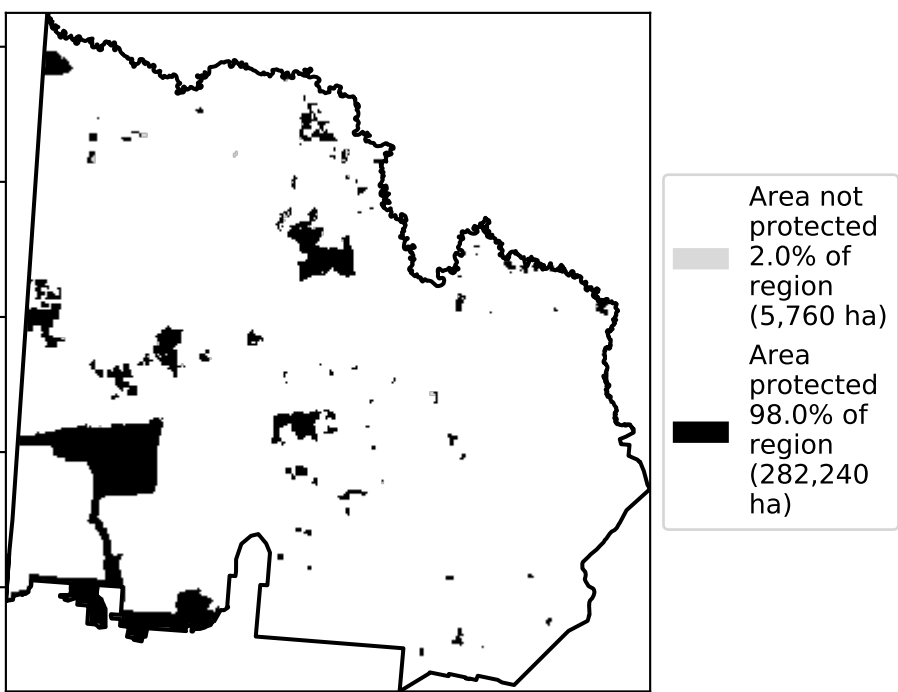 Area not
protected
2.0% of
region
(5,760 ha)
Area
protected
98.0% of
region
(282,240
ha)